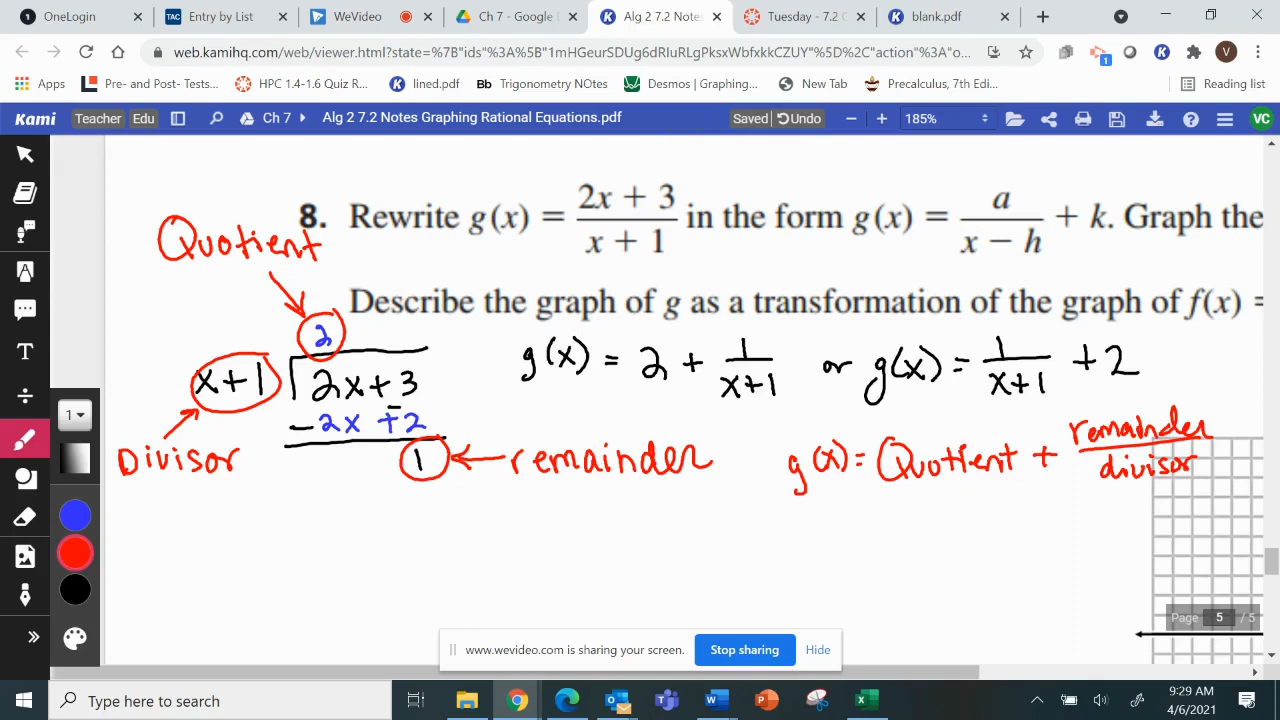 OneLogin
Entry by List
WeVideo
Ch 7 - Google
Alg 2 7.2 Notes
Tuesday - 7.2 C
blank.pdf
web.kamihq.com/web/viewer.html?state=%7B"ids"%3A%5B"1mHGeurSDUg6dRIuRLgPksxWbfxkkCZUY"%5D%2C"action"%3A"o...
V
Apps
Pre- and Post- Tests...
HPC 1.4-1.6 Quiz R...
lined.pdf
Bb Trigonometry NOtes
Desmos | Graphing...
New Tab
Precalculus, 7th Edi...
Reading list
Kami Teacher Edu
Ch 7
Alg 2 7.2 Notes Graphing Rational Equations.pdf
Saved Undo
185%
VC
8. Rewrite g(x) = (2x + 3)/(x + 1) in the form g(x) = a/(x − h) + k. Graph the
Quotient
Describe the graph of g as a transformation of the graph of f(x) =
2
x+1 2x+3
g(x) = 2 + 1/(x+1) or g(x) = 1/(x+1) +2
−2x +2
Divisor
1 ← remainder
g(x) = Quotient + remainder/divisor
1
Page 5 / 5
www.wevideo.com is sharing your screen. Stop sharing Hide
Type here to search
9:29 AM
4/6/2021